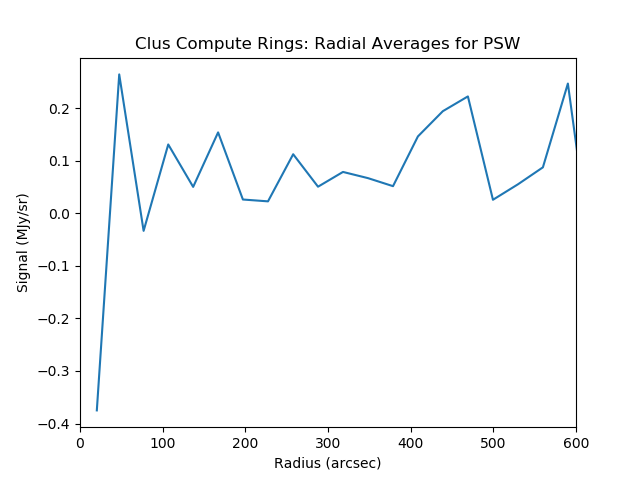 Clus Compute Rings: Radial Averages for PSW
Signal (MJy/sr)
0.2
0.1
0.0
−0.1
−0.2
−0.3
−0.4
0 100 200 300 400 500 600
Radius (arcsec)